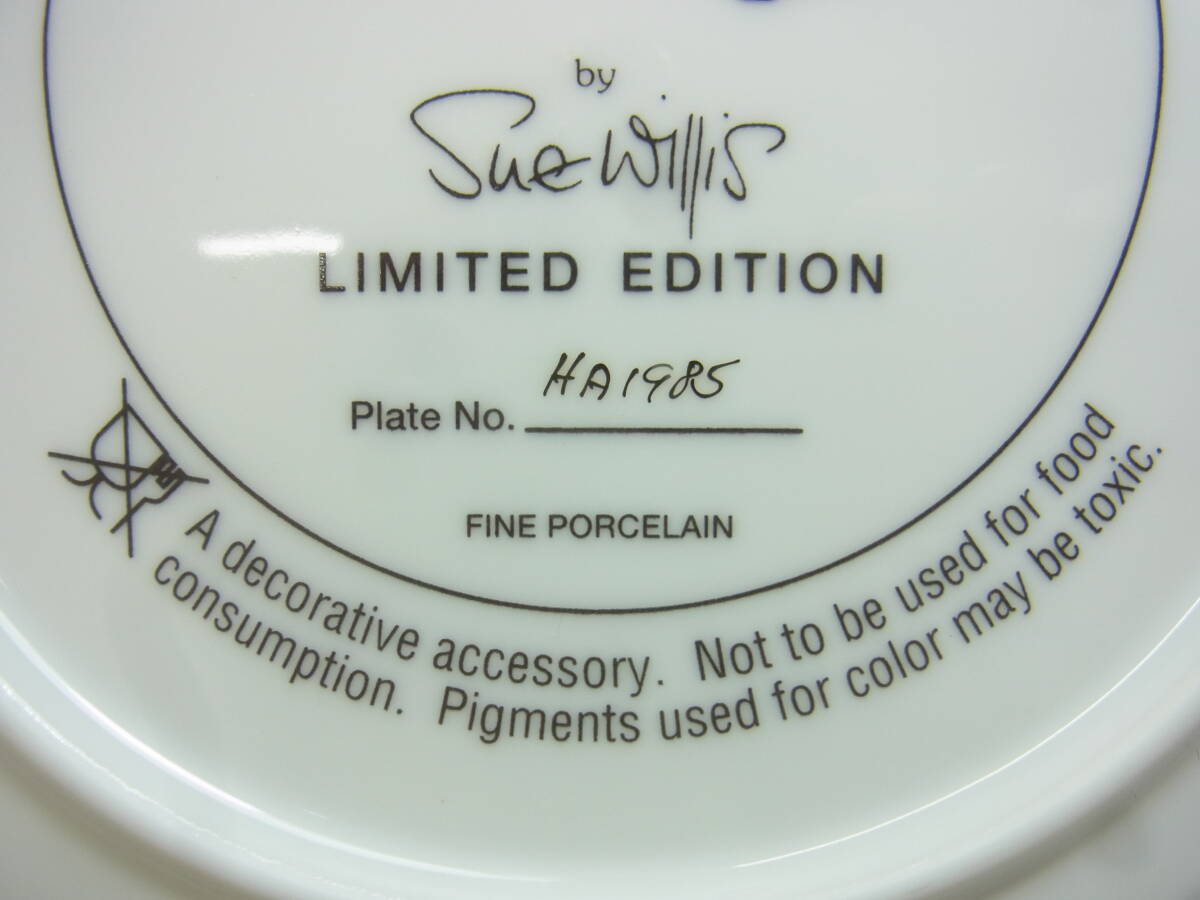 by
Sue Willis
LIMITED EDITION
Plate No. HA1985
FINE PORCELAIN
A decorative accessory. Not to be used for food
consumption. Pigments used for color may be toxic.